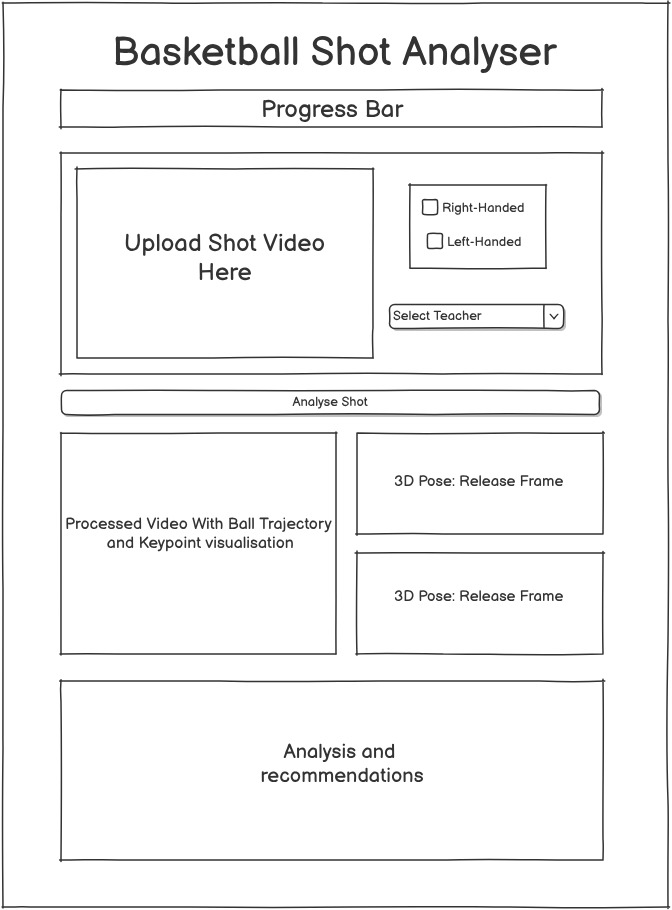 Basketball Shot Analyser
Progress Bar
Upload Shot Video
Here
Right-Handed
Left-Handed
Select Teacher
Analyse Shot
Processed Video With Ball Trajectory
and Keypoint visualisation
3D Pose: Release Frame
3D Pose: Release Frame
Analysis and
recommendations